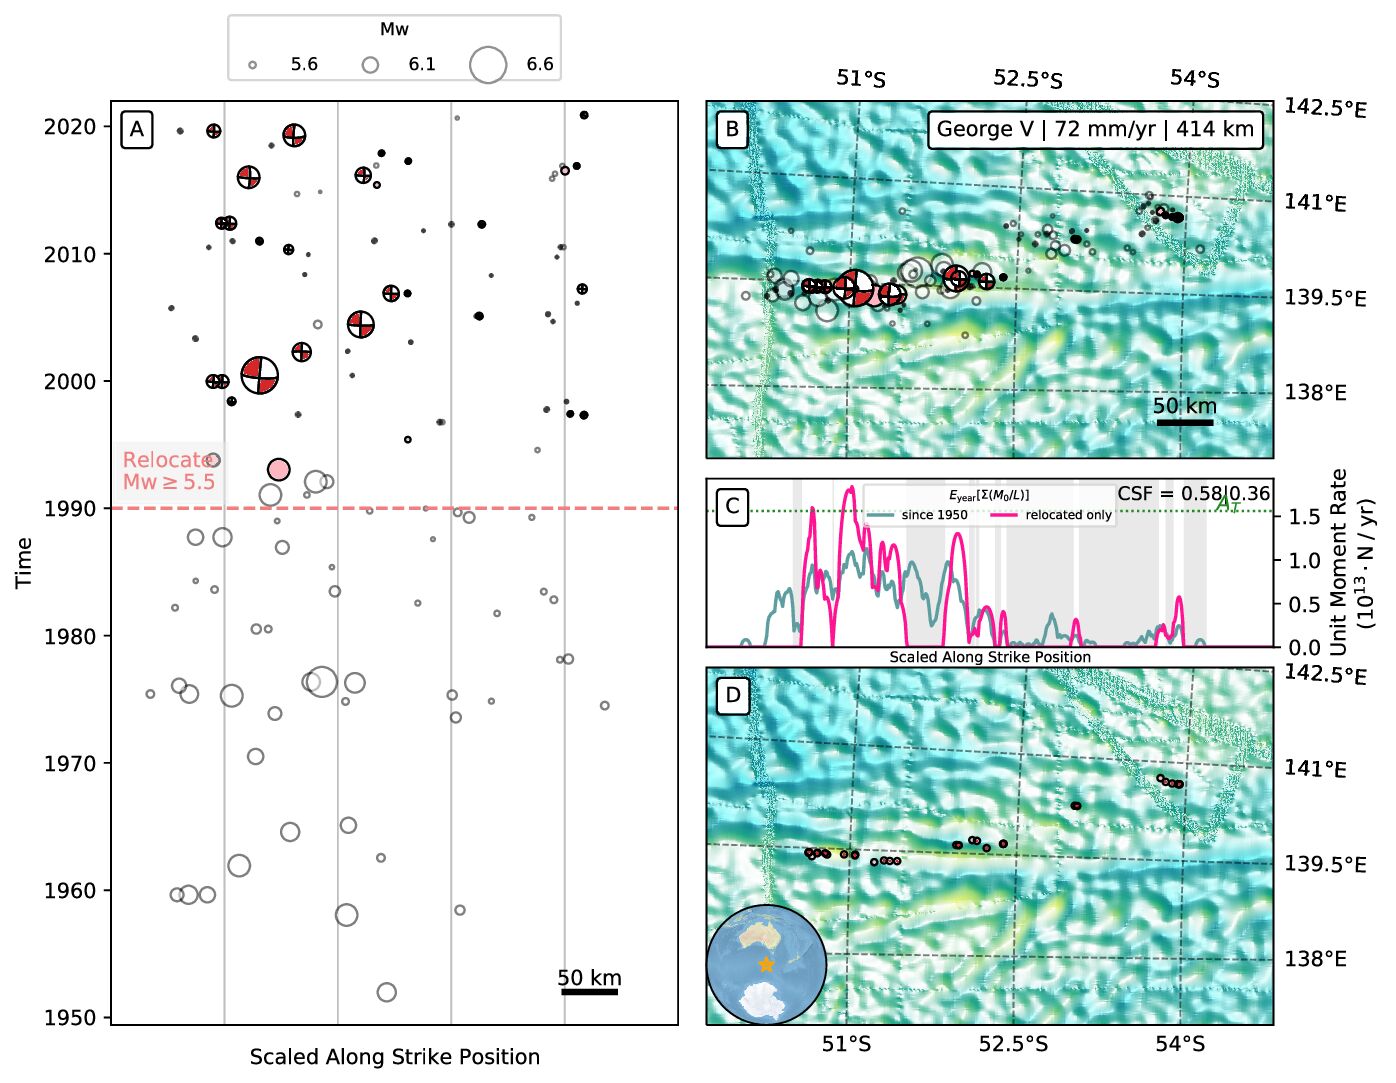 Mw
5.6 6.1 6.6
A
2020
2010
2000
1990
1980
1970
1960
1950
Time
Relocate
Mw ≥ 5.5
50 km
Scaled Along Strike Position
51°S 52.5°S 54°S
B
George V | 72 mm/yr | 414 km
142.5°E
141°E
139.5°E
138°E
50 km
C
E_year[Σ(M₀/L)]
since 1950 relocated only
CSF = 0.58|0.36
A_T
1.5
1.0
0.5
0.0
Unit Moment Rate
(10¹³ · N / yr)
Scaled Along Strike Position
D
142.5°E
141°E
139.5°E
138°E
51°S 52.5°S 54°S